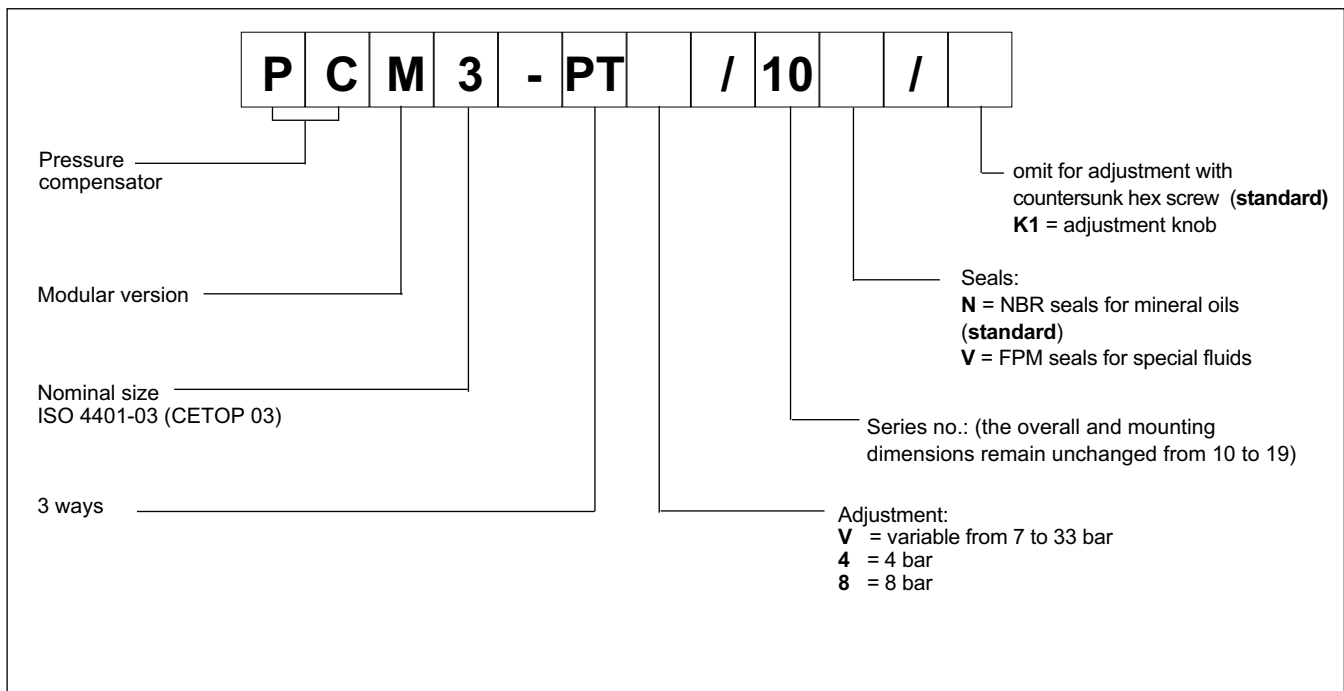 P C M 3 - PT / 10 /
Pressure
compensator
Modular version
Nominal size
ISO 4401-03 (CETOP 03)
3 ways
omit for adjustment with
countersunk hex screw (standard)
K1 = adjustment knob
Seals:
N = NBR seals for mineral oils
(standard)
V = FPM seals for special fluids
Series no.: (the overall and mounting
dimensions remain unchanged from 10 to 19)
Adjustment:
V = variable from 7 to 33 bar
4 = 4 bar
8 = 8 bar